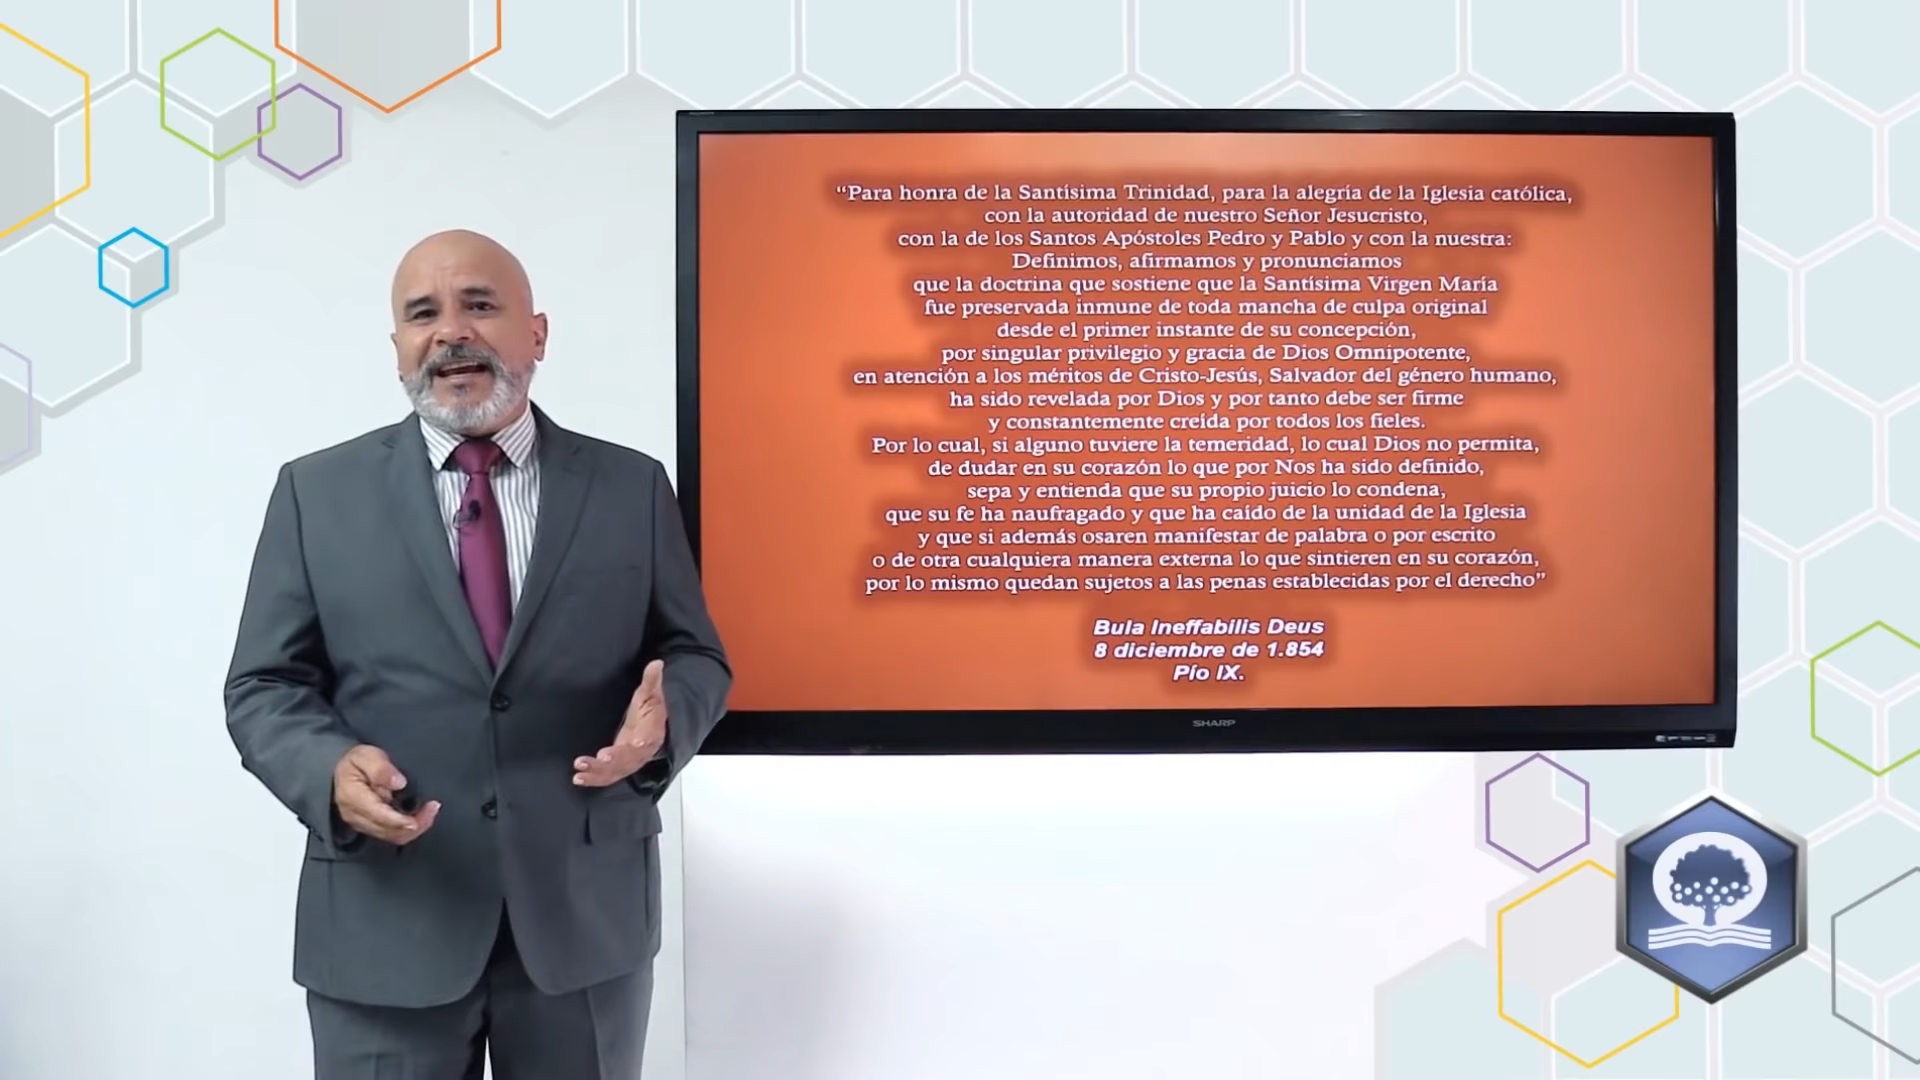 “Para honra de la Santísima Trinidad, para la alegría de la Iglesia católica,
con la autoridad de nuestro Señor Jesucristo,
con la de los Santos Apóstoles Pedro y Pablo y con la nuestra:
Definimos, afirmamos y pronunciamos
que la doctrina que sostiene que la Santísima Virgen María
fue preservada inmune de toda mancha de culpa original
desde el primer instante de su concepción,
por singular privilegio y gracia de Dios Omnipotente,
en atención a los méritos de Cristo-Jesús, Salvador del género humano,
ha sido revelada por Dios y por tanto debe ser firme
y constantemente creída por todos los fieles.
Por lo cual, si alguno tuviere la temeridad, lo cual Dios no permita,
de dudar en su corazón lo que por Nos ha sido definido,
sepa y entienda que su propio juicio lo condena,
que su fe ha naufragado y que ha caído de la unidad de la Iglesia
y que si además osaren manifestar de palabra o por escrito
o de otra cualquiera manera externa lo que sintieren en su corazón,
por lo mismo quedan sujetos a las penas establecidas por el derecho”
Bula Ineffabilis Deus
8 diciembre de 1.854
Pío IX.
SHARP